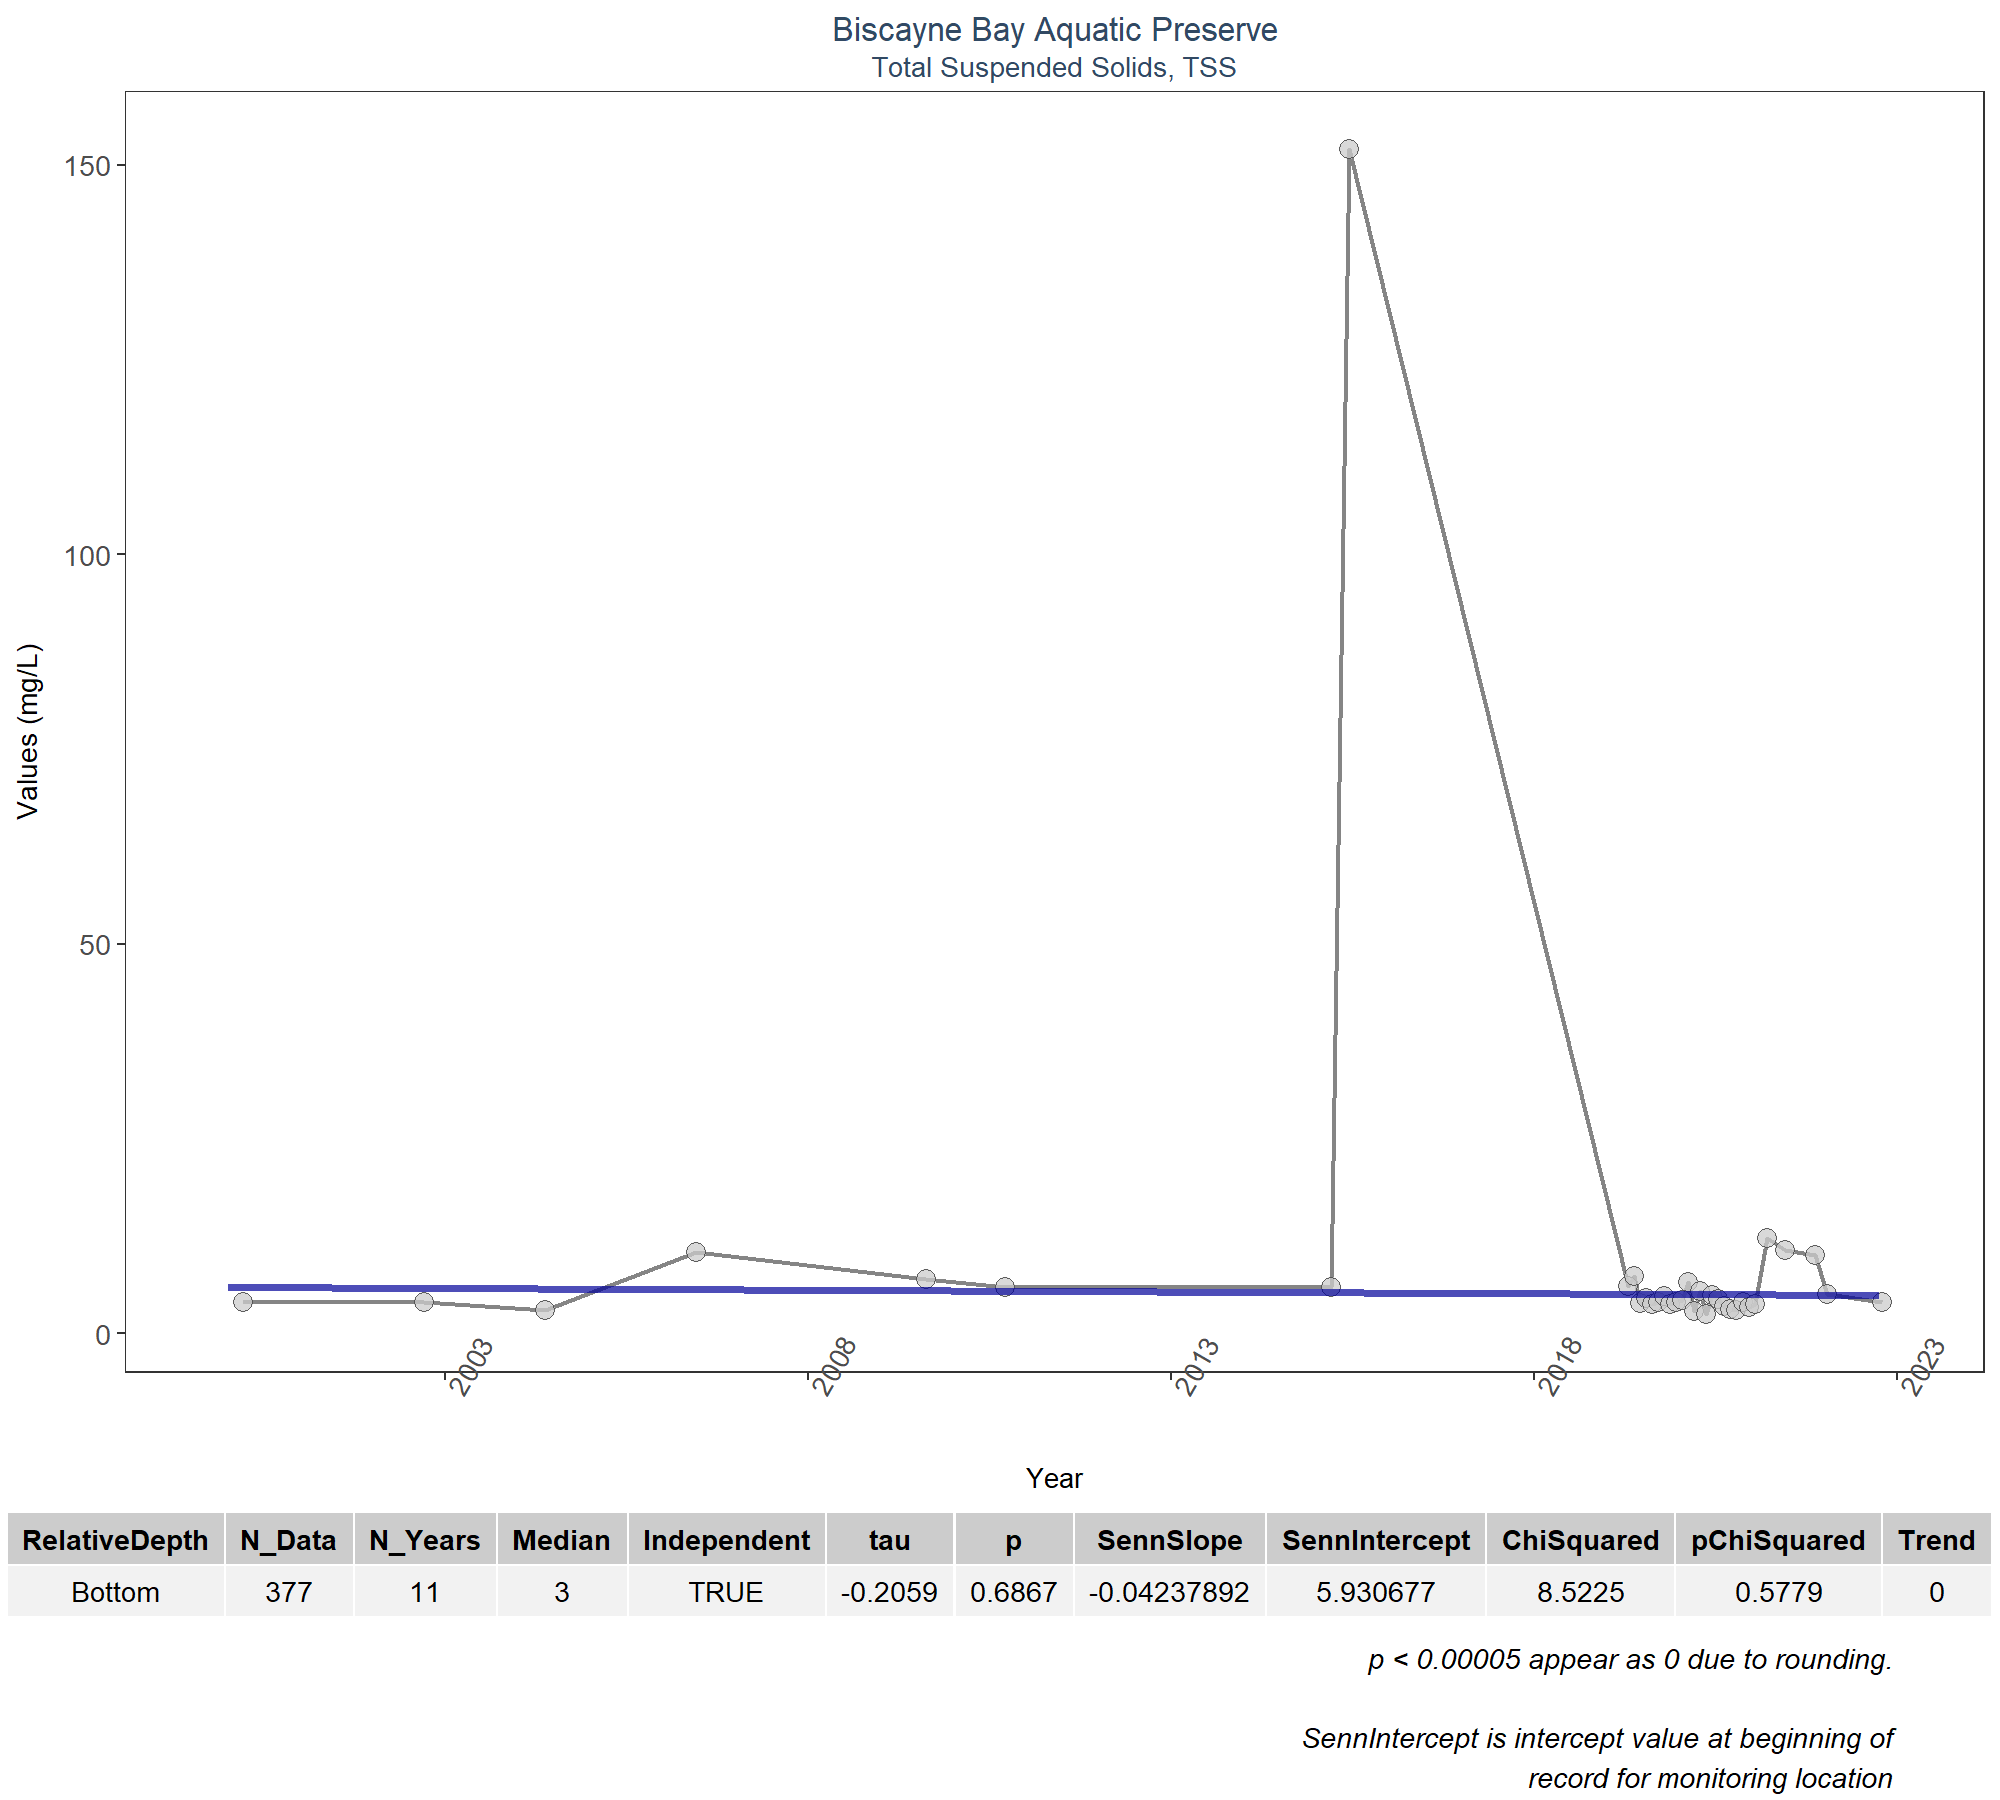 Biscayne Bay Aquatic Preserve
Total Suspended Solids, TSS
Values (mg/L)
150
100
50
0
2003 2008 2013 2018 2023
Year
RelativeDepth N_Data N_Years Median Independent tau p SennSlope SennIntercept ChiSquared pChiSquared Trend
Bottom 377 11 3 TRUE -0.2059 0.6867 -0.04237892 5.930677 8.5225 0.5779 0
p < 0.00005 appear as 0 due to rounding.
SennIntercept is intercept value at beginning of
record for monitoring location